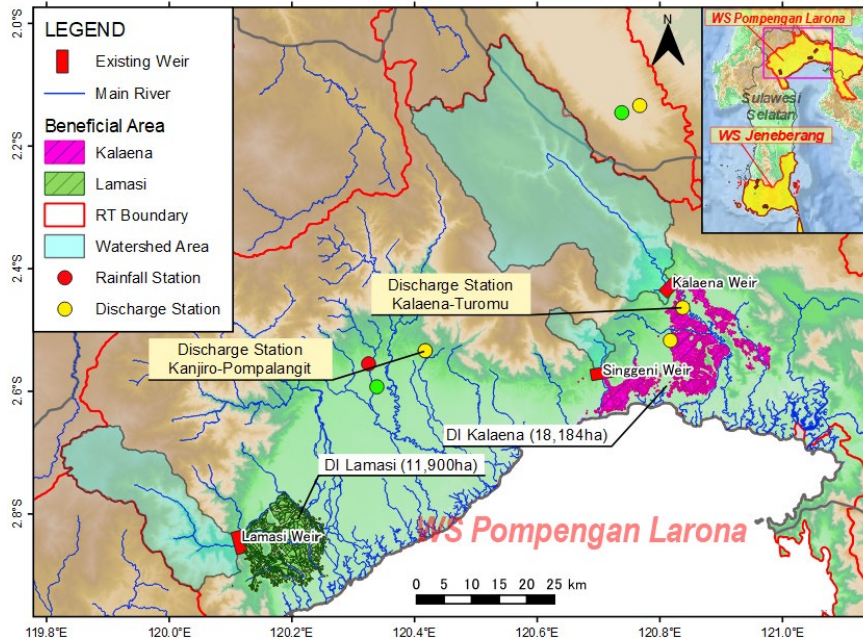 LEGEND
Existing Weir
Main River
Beneficial Area
Kalaena
Lamasi
RT Boundary
Watershed Area
Rainfall Station
Discharge Station
N
WS Pompengan Larona
Sulawesi
Selatan
WS Jeneberang
Discharge Station
Kalaena-Turomu
Kalaena Weir
Discharge Station
Kanjiro-Pompalangit
Singgeni Weir
DI Kalaena (18,184ha)
DI Lamasi (11,900ha)
Lamasi Weir
WS Pompengan Larona
0 5 10 15 20 25 km
2.0°S
2.2°S
2.4°S
2.6°S
2.8°S
119.8°E 120.0°E 120.2°E 120.4°E 120.6°E 120.8°E 121.0°E